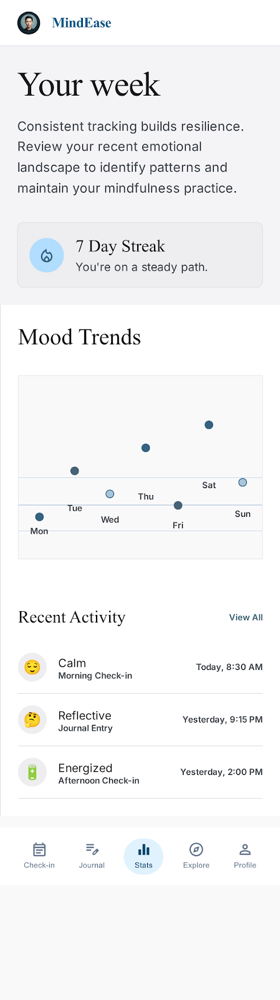 MindEase
Your week
Consistent tracking builds resilience.
Review your recent emotional
landscape to identify patterns and
maintain your mindfulness practice.
7 Day Streak
You're on a steady path.
Mood Trends
Mon
Tue
Wed
Thu
Fri
Sat
Sun
Recent Activity
View All
Calm
Morning Check-in
Today, 8:30 AM
Reflective
Journal Entry
Yesterday, 9:15 PM
Energized
Afternoon Check-in
Yesterday, 2:00 PM
Check-in
Journal
Stats
Explore
Profile